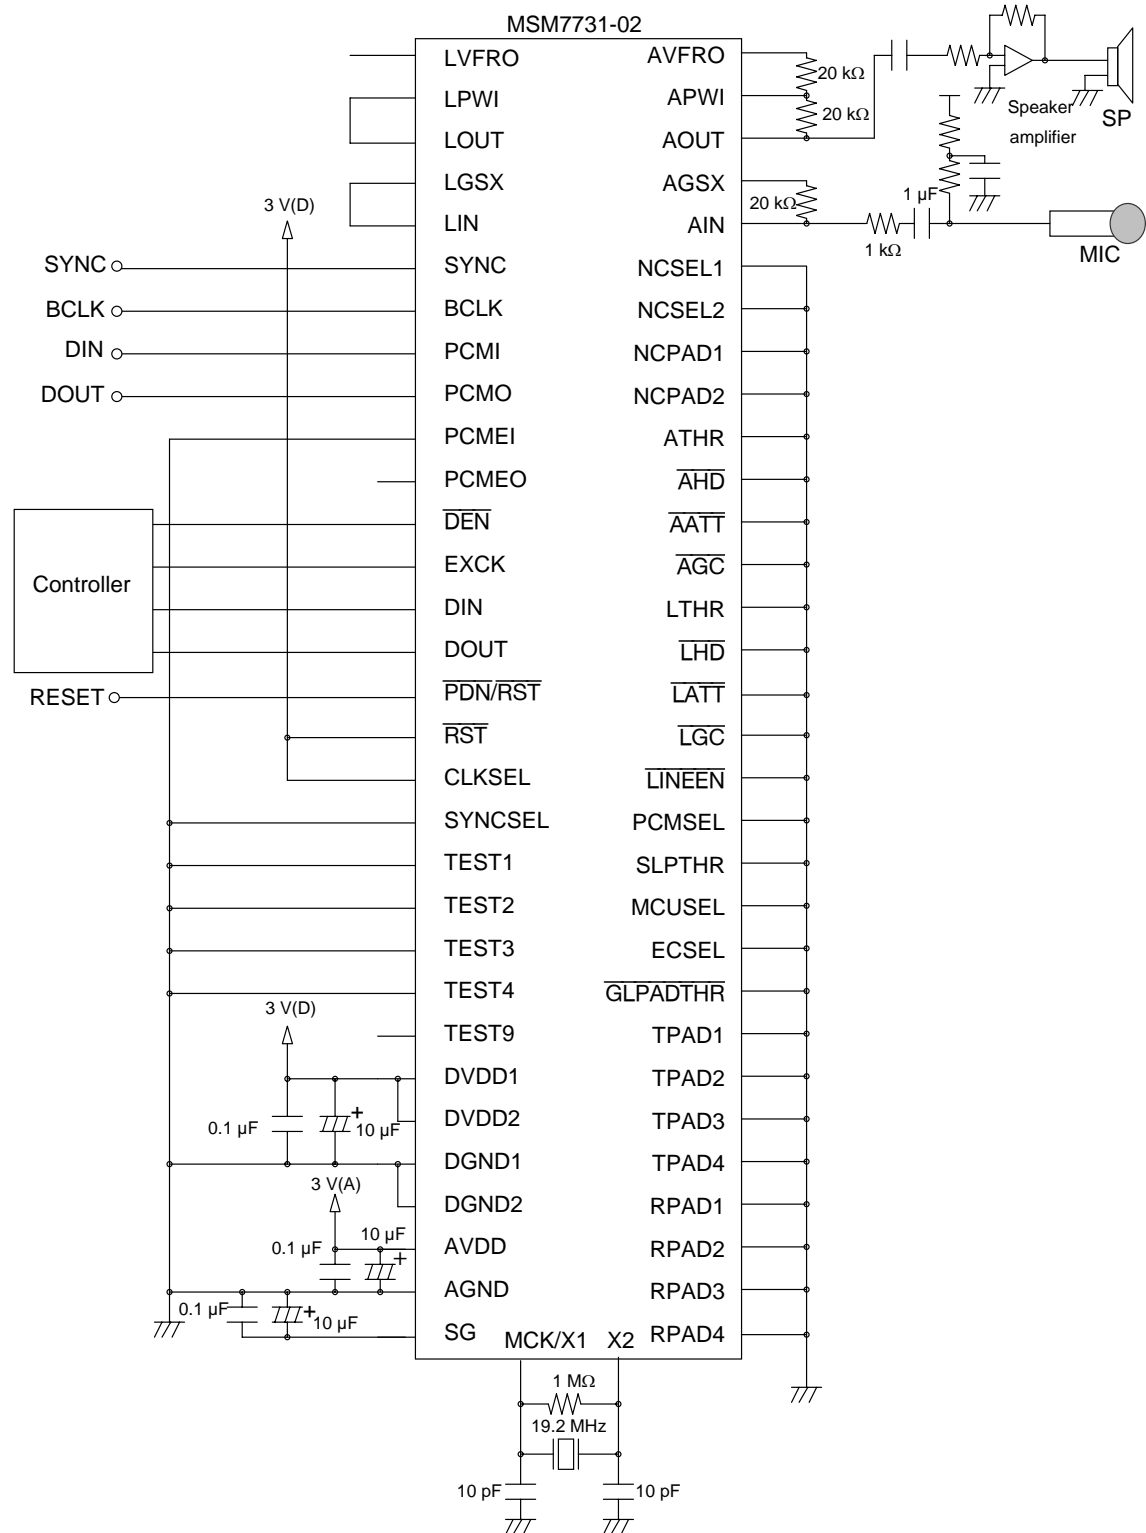 MSM7731-02
LVFRO
AVFRO
20 kΩ
LPWI
APWI
20 kΩ
LOUT
AOUT
Speaker
amplifier
SP
LGSX
AGSX
3 V(D)
20 kΩ
1 µF
LIN
AIN
1 kΩ
MIC
SYNC
SYNC
NCSEL1
BCLK
BCLK
NCSEL2
DIN
PCMI
NCPAD1
DOUT
PCMO
NCPAD2
PCMEI
ATHR
PCMEO
AHD
DEN
AATT
Controller
EXCK
AGC
DIN
LTHR
DOUT
LHD
RESET
PDN/RST
LATT
RST
LGC
CLKSEL
LINEEN
SYNCSEL
PCMSEL
TEST1
SLPTHR
TEST2
MCUSEL
TEST3
ECSEL
TEST4
GLPADTHR
3 V(D)
TEST9
TPAD1
DVDD1
TPAD2
0.1 µF
+
10 µF
DVDD2
TPAD3
DGND1
TPAD4
3 V(A)
DGND2
RPAD1
0.1 µF
10 µF
+
AVDD
RPAD2
AGND
RPAD3
0.1 µF
+
10 µF
SG
RPAD4
MCK/X1
X2
1 MΩ
19.2 MHz
10 pF
10 pF